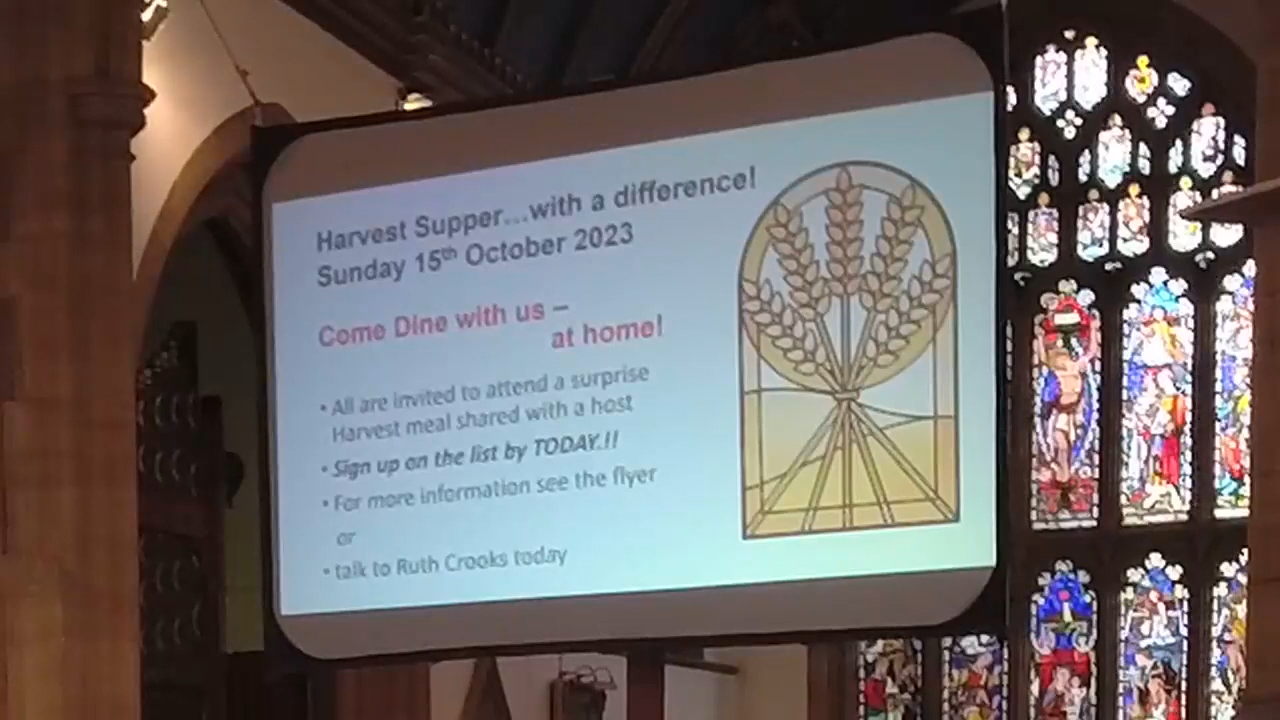 Harvest Supper...with a difference!
Sunday 15th October 2023
Come Dine with us –
at home!
• All are invited to attend a surprise
Harvest meal shared with a host
• Sign up on the list by TODAY.!!
• For more information see the flyer
or
• talk to Ruth Crooks today